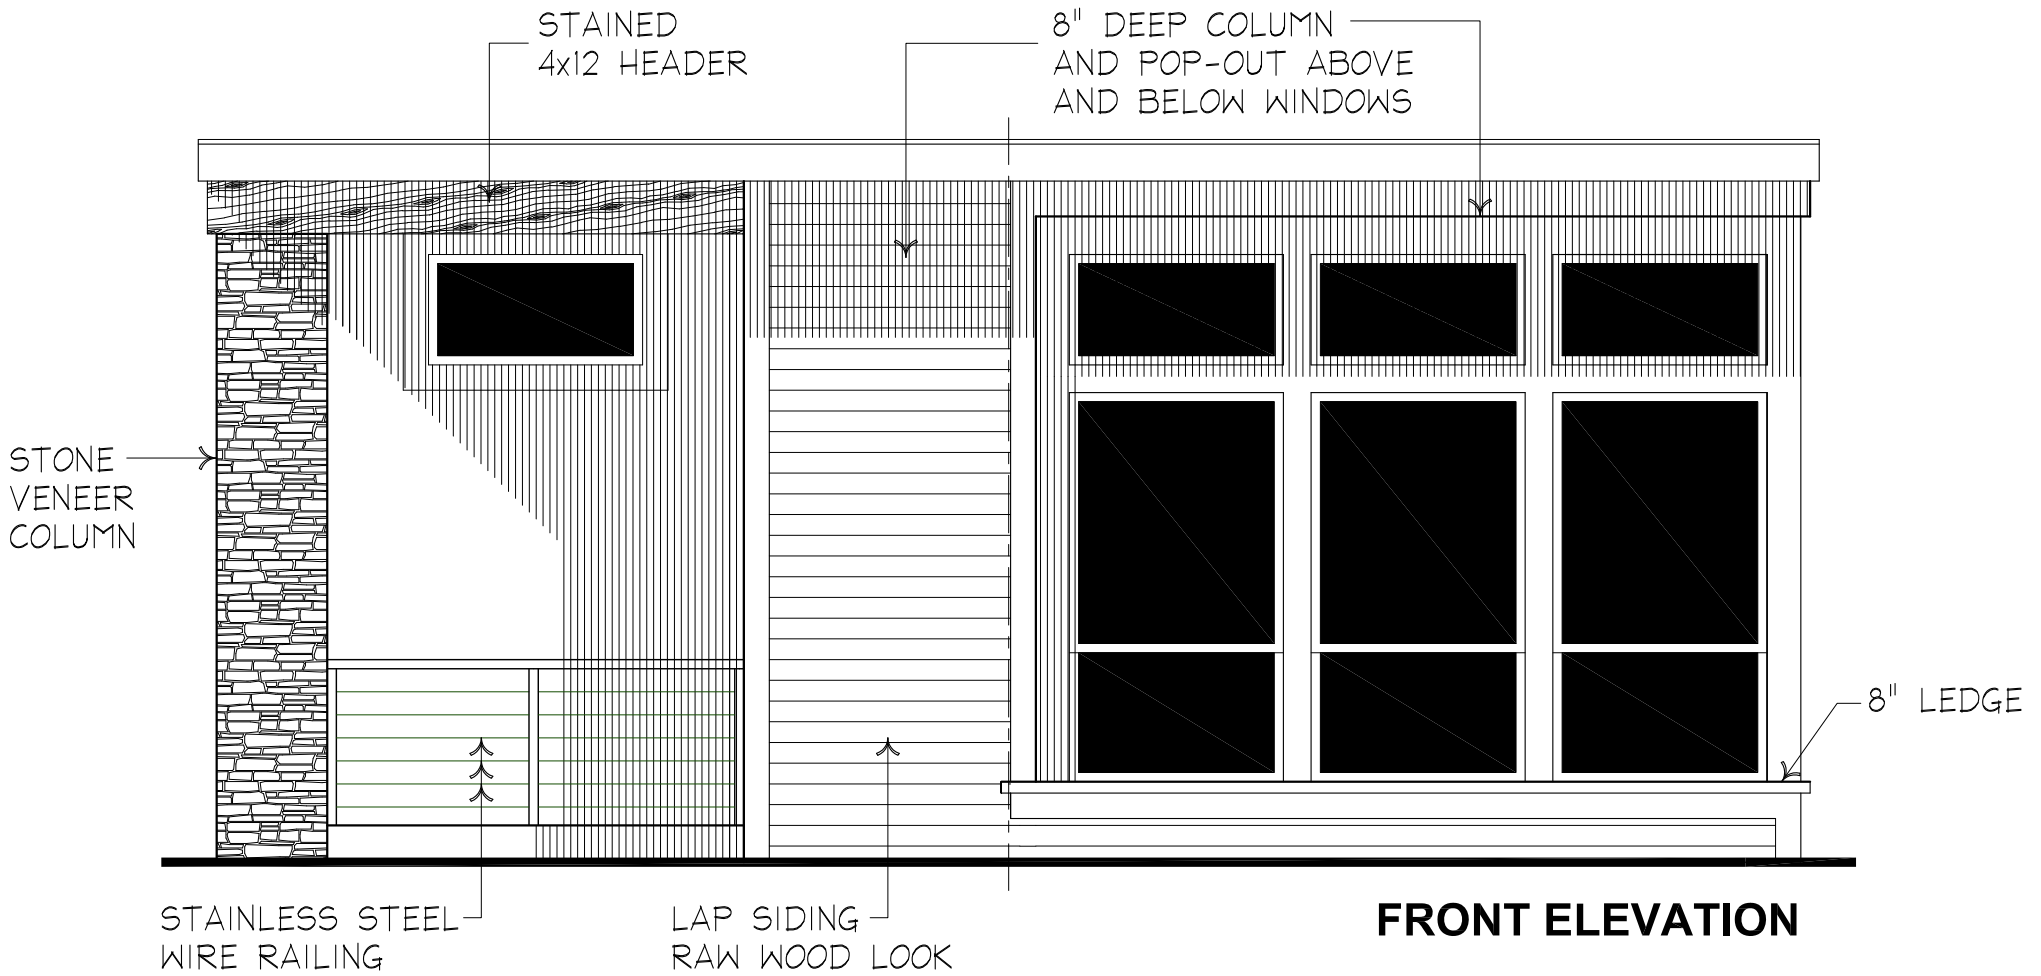 STAINED
4x12 HEADER
8" DEEP COLUMN
AND POP-OUT ABOVE
AND BELOW WINDOWS
STONE
VENEER
COLUMN
8" LEDGE
STAINLESS STEEL
WIRE RAILING
LAP SIDING
RAW WOOD LOOK
FRONT ELEVATION